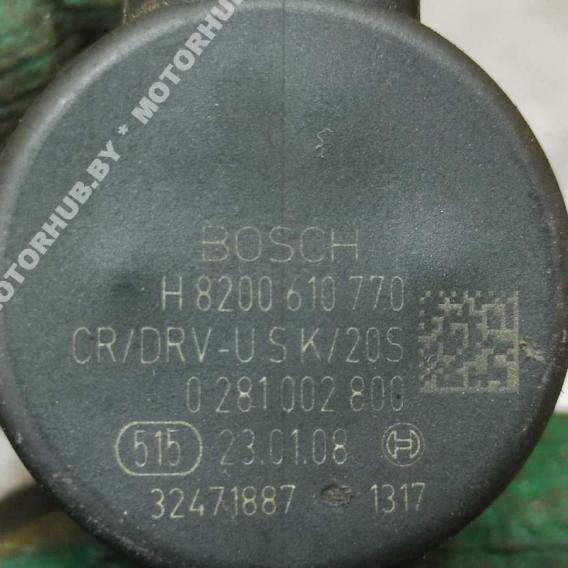 MOTORHUB.BY * MOTORHUB.BY
BOSCH
H 8200 610 770
CR/DRV-U S K/20S
0 281 002 800
515 23.01.08
32471887 1317